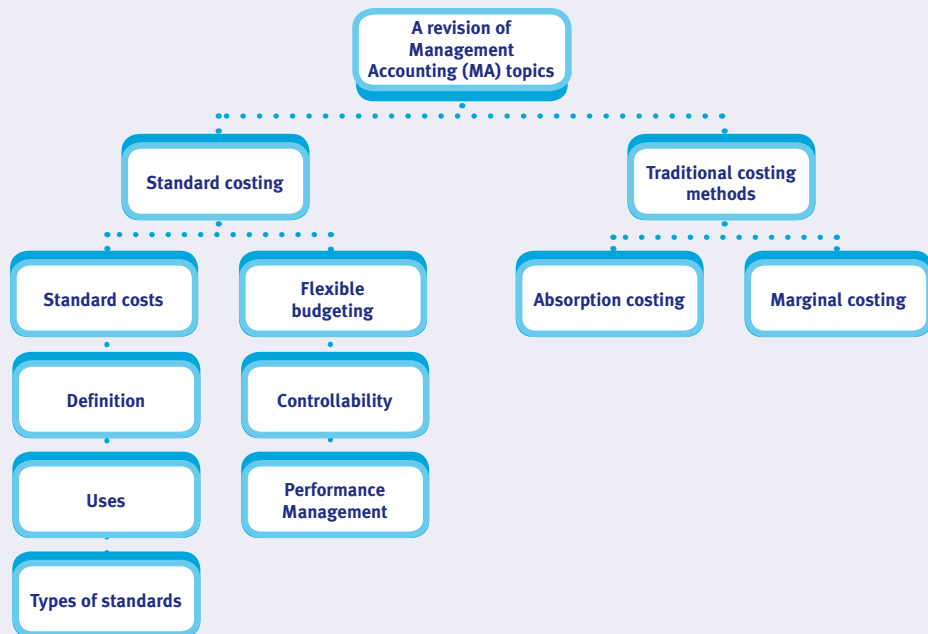 A revision of
Management
Accounting (MA) topics
Standard costing
Traditional costing
methods
Standard costs
Flexible
budgeting
Absorption costing
Marginal costing
Definition
Controllability
Uses
Performance
Management
Types of standards